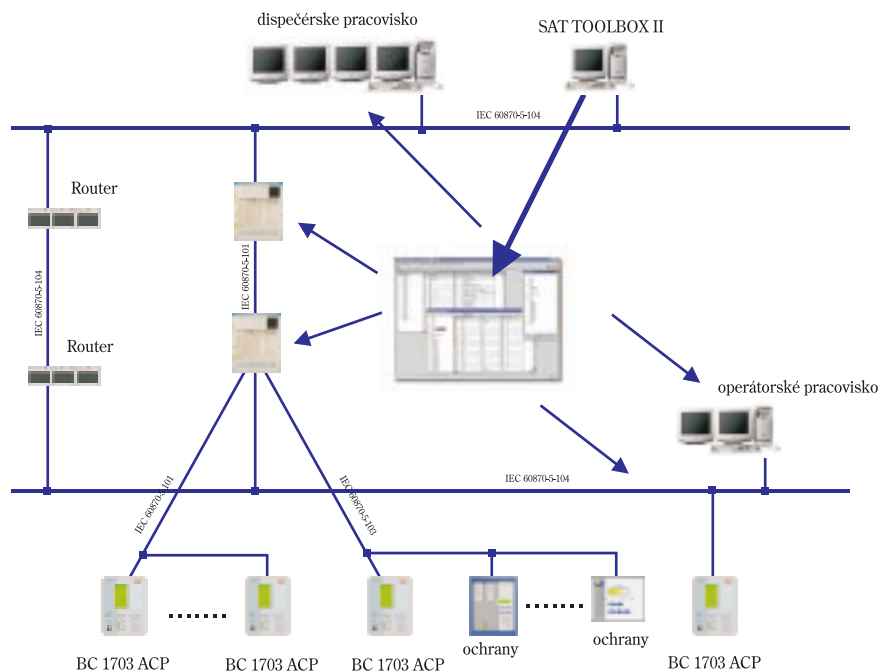 dispečérske pracovisko
SAT TOOLBOX II
IEC 60870-5-104
Router
IEC 60870-5-101
IEC 60870-5-104
Router
operátorské pracovisko
IEC 60870-5-104
IEC 60870-5-101
IEC 60870-5-103
ochrany
ochrany
BC 1703 ACP
BC 1703 ACP
BC 1703 ACP
BC 1703 ACP